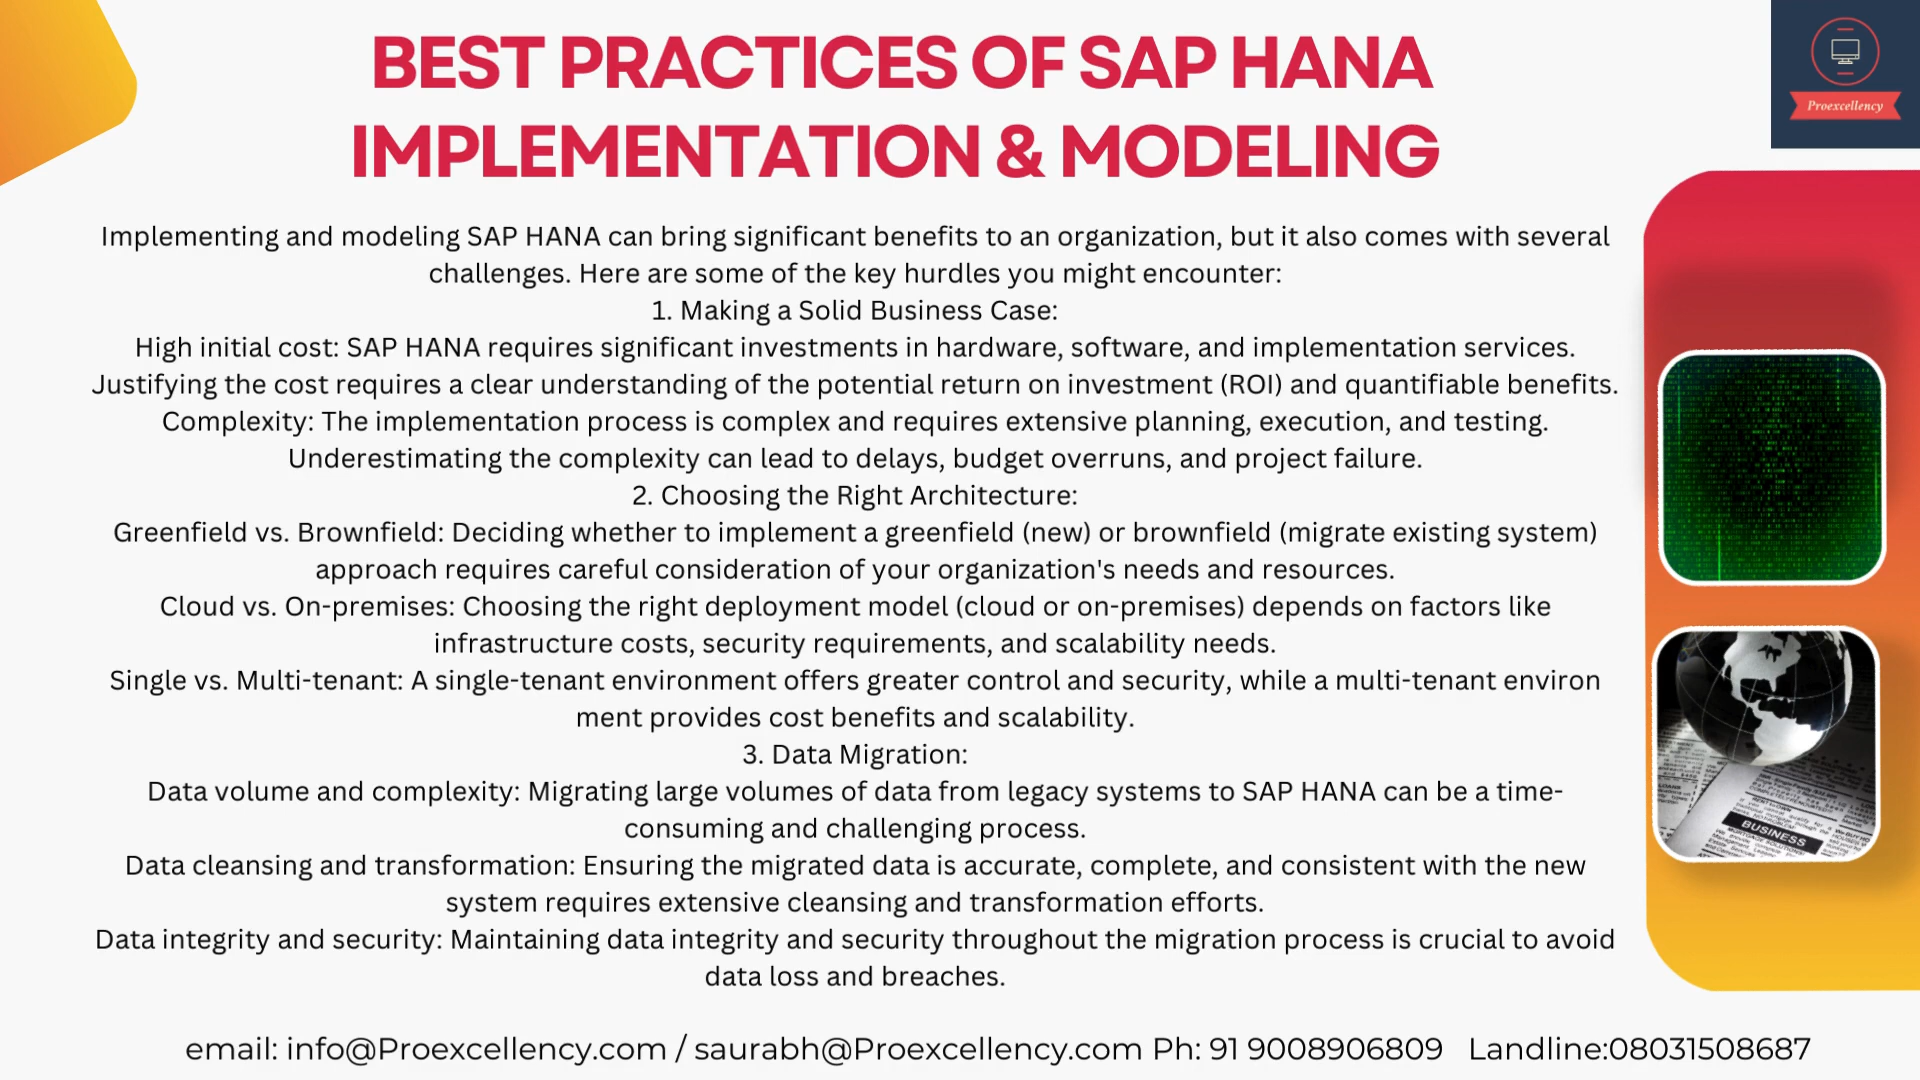 BEST PRACTICES OF SAP HANA
IMPLEMENTATION & MODELING
Proexcellency
Implementing and modeling SAP HANA can bring significant benefits to an organization, but it also comes with several
challenges. Here are some of the key hurdles you might encounter:
1. Making a Solid Business Case:
High initial cost: SAP HANA requires significant investments in hardware, software, and implementation services.
Justifying the cost requires a clear understanding of the potential return on investment (ROI) and quantifiable benefits.
Complexity: The implementation process is complex and requires extensive planning, execution, and testing.
Underestimating the complexity can lead to delays, budget overruns, and project failure.
2. Choosing the Right Architecture:
Greenfield vs. Brownfield: Deciding whether to implement a greenfield (new) or brownfield (migrate existing system)
approach requires careful consideration of your organization's needs and resources.
Cloud vs. On-premises: Choosing the right deployment model (cloud or on-premises) depends on factors like
infrastructure costs, security requirements, and scalability needs.
Single vs. Multi-tenant: A single-tenant environment offers greater control and security, while a multi-tenant environ
ment provides cost benefits and scalability.
3. Data Migration:
Data volume and complexity: Migrating large volumes of data from legacy systems to SAP HANA can be a time-
consuming and challenging process.
Data cleansing and transformation: Ensuring the migrated data is accurate, complete, and consistent with the new
system requires extensive cleansing and transformation efforts.
Data integrity and security: Maintaining data integrity and security throughout the migration process is crucial to avoid
data loss and breaches.
BUSINESS
email: info@Proexcellency.com / saurabh@Proexcellency.com Ph: 91 9008906809 Landline:08031508687